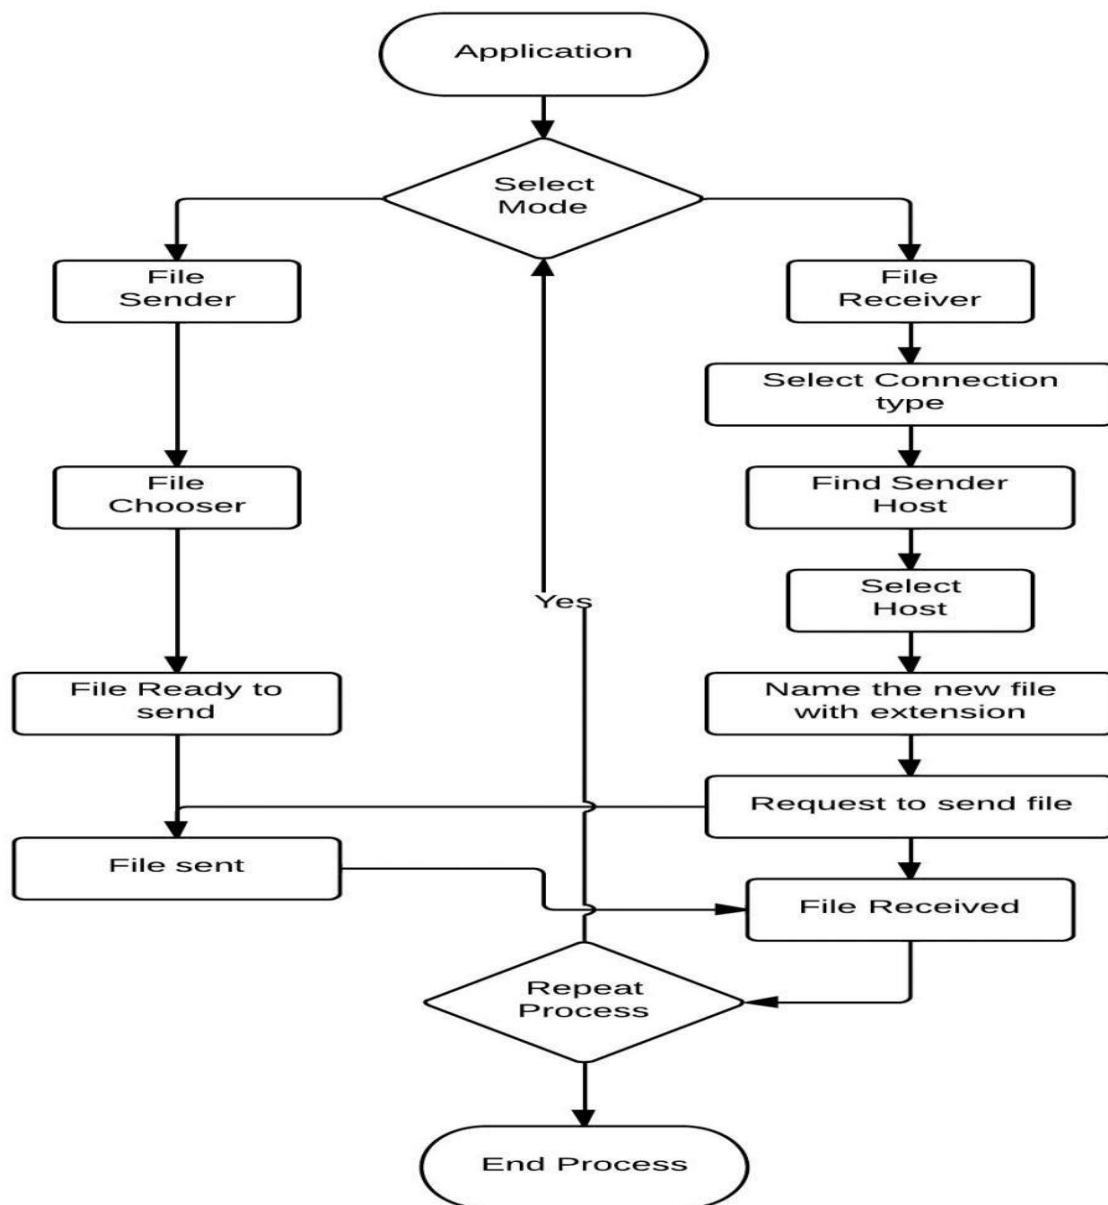 Application
Select
Mode
File
Sender
File
Receiver
Select Connection
type
File
Chooser
Find Sender
Host
Select
Host
Yes
File Ready to
send
Name the new file
with extension
Request to send file
File sent
File Received
Repeat
Process
End Process